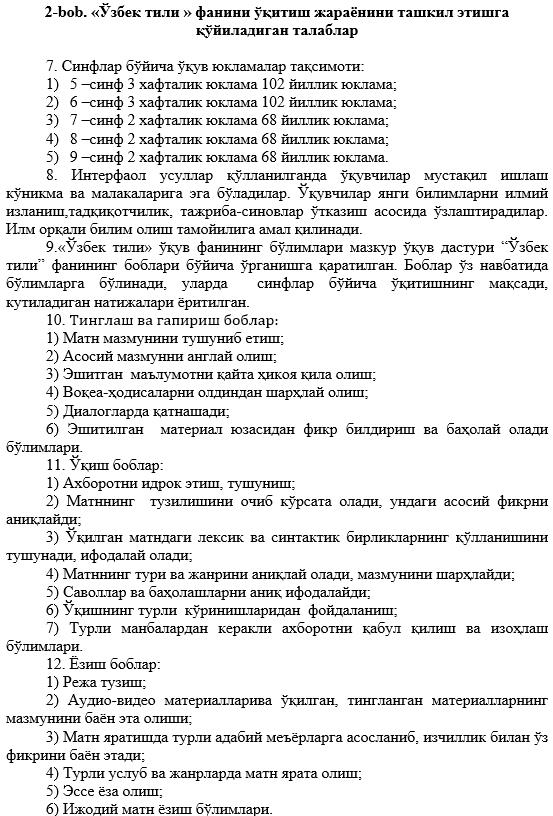 2-bob. «Ўзбек тили » фанини ўқитиш жараёнини ташкил этишга
қўйиладиган талаблар
7. Синфлар бўйича ўқув юкламалар тақсимоти:
1) 5 –синф 3 хафталик юклама 102 йиллик юклама;
2) 6 –синф 3 хафталик юклама 102 йиллик юклама;
3) 7 –синф 2 хафталик юклама 68 йиллик юклама;
4) 8 –синф 2 хафталик юклама 68 йиллик юклама;
5) 9 –синф 2 хафталик юклама 68 йиллик юклама.
8. Интерфаол усуллар қўлланилганда ўқувчилар мустақил ишлаш
кўникма ва малакаларига эга бўладилар. Ўқувчилар янги билимларни илмий
изланиш,тадқиқотчилик, тажриба-синовлар ўтказиш асосида ўзлаштирадилар.
Илм орқали билим олиш тамойилига амал қилинади.
9.«Ўзбек тили» ўқув фанининг бўлимлари мазкур ўқув дастури “Ўзбек
тили” фанининг боблари бўйича ўрганишга қаратилган. Боблар ўз навбатида
бўлимларга бўлинади, уларда синфлар бўйича ўқитишнинг мақсади,
кутиладиган натижалари ёритилган.
10. Тинглаш ва гапириш боблар:
1) Матн мазмунини тушуниб етиш;
2) Асосий мазмунни англай олиш;
3) Эшитган маълумотни қайта ҳикоя қила олиш;
4) Воқеа-ҳодисаларни олдиндан шарҳлай олиш;
5) Диалогларда қатнашади;
6) Эшитилган материал юзасидан фикр билдириш ва баҳолай олади
бўлимлари.
11. Ўқиш боблар:
1) Ахборотни идрок этиш, тушуниш;
2) Матннинг тузилишини очиб кўрсата олади, ундаги асосий фикрни
аниқлайди;
3) Ўқилган матндаги лексик ва синтактик бирликларнинг қўлланишини
тушунади, ифодалай олади;
4) Матннинг тури ва жанрини аниқлай олади, мазмунини шарҳлайди;
5) Саволлар ва баҳолашларни аниқ ифодалайди;
6) Ўқишнинг турли кўринишларидан фойдаланиш;
7) Турли манбалардан керакли ахборотни қабул қилиш ва изоҳлаш
бўлимлари.
12. Ёзиш боблар:
1) Режа тузиш;
2) Аудио-видео материалларива ўқилган, тингланган материалларнинг
мазмунини баён эта олиши;
3) Матн яратишда турли адабий меъёрларга асосланиб, изчиллик билан ўз
фикрини баён этади;
4) Турли услуб ва жанрларда матн ярата олиш;
5) Эссе ёза олиш;
6) Ижодий матн ёзиш бўлимлари.